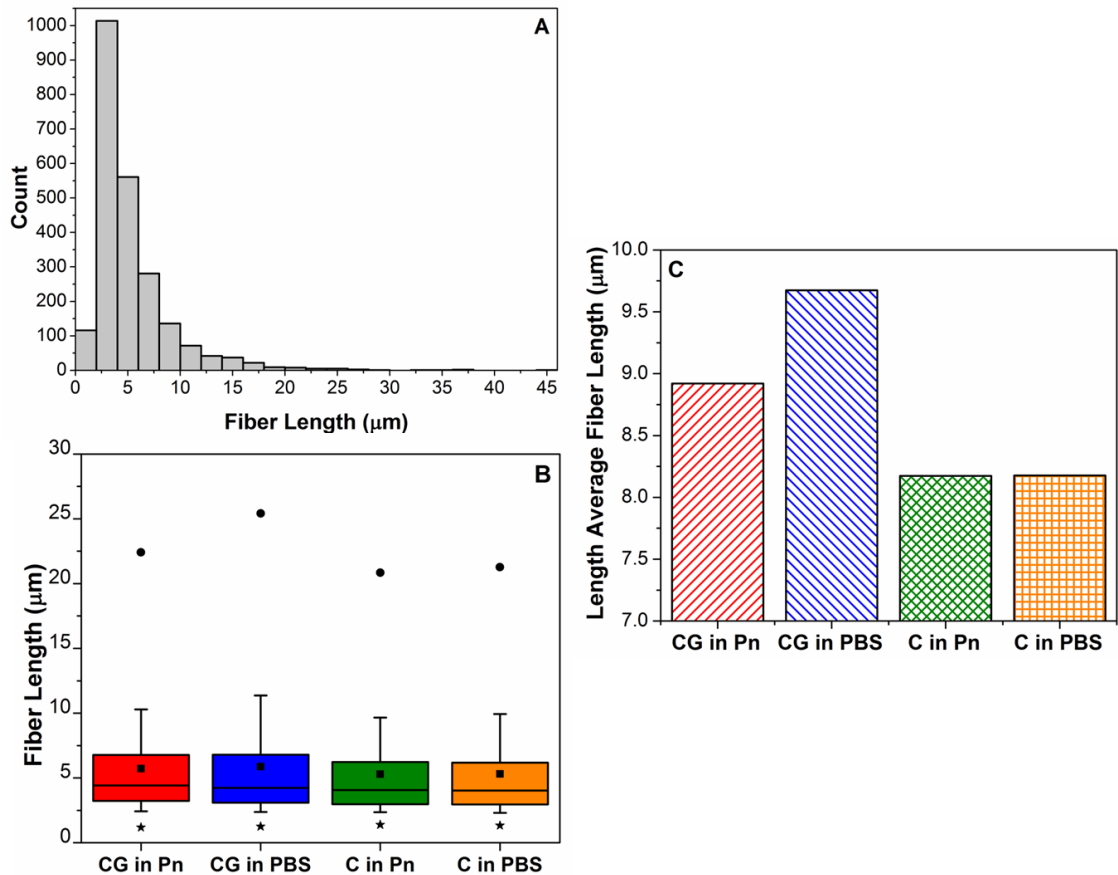 A
Count
1000
900
800
700
600
500
400
300
200
100
0
0 5 10 15 20 25 30 35 40 45
Fiber Length (μm)
B
Fiber Length (μm)
30
25
20
15
10
5
0
CG in Pn CG in PBS C in Pn C in PBS
C
Length Average Fiber Length (μm)
10.0
9.5
9.0
8.5
8.0
7.5
7.0
CG in Pn CG in PBS C in Pn C in PBS